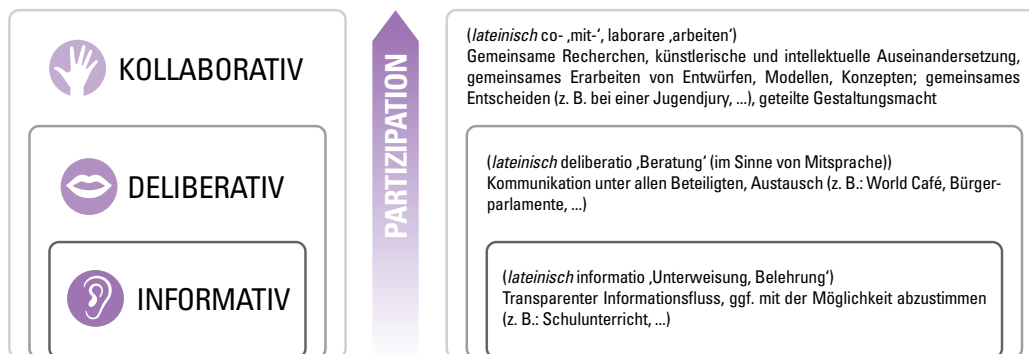 KOLLABORATIV
DELIBERATIV
INFORMATIV
PARTIZIPATION
(lateinisch co- ‚mit-‘, laborare ‚arbeiten‘)
Gemeinsame Recherchen, künstlerische und intellektuelle Auseinandersetzung,
gemeinsames Erarbeiten von Entwürfen, Modellen, Konzepten; gemeinsames
Entscheiden (z. B. bei einer Jugendjury, ...), geteilte Gestaltungsmacht
(lateinisch deliberatio ‚Beratung‘ (im Sinne von Mitsprache))
Kommunikation unter allen Beteiligten, Austausch (z. B.: World Café, Bürger-
parlamente, ...)
(lateinisch informatio ‚Unterweisung, Belehrung‘)
Transparenter Informationsfluss, ggf. mit der Möglichkeit abzustimmen
(z. B.: Schulunterricht, ...)